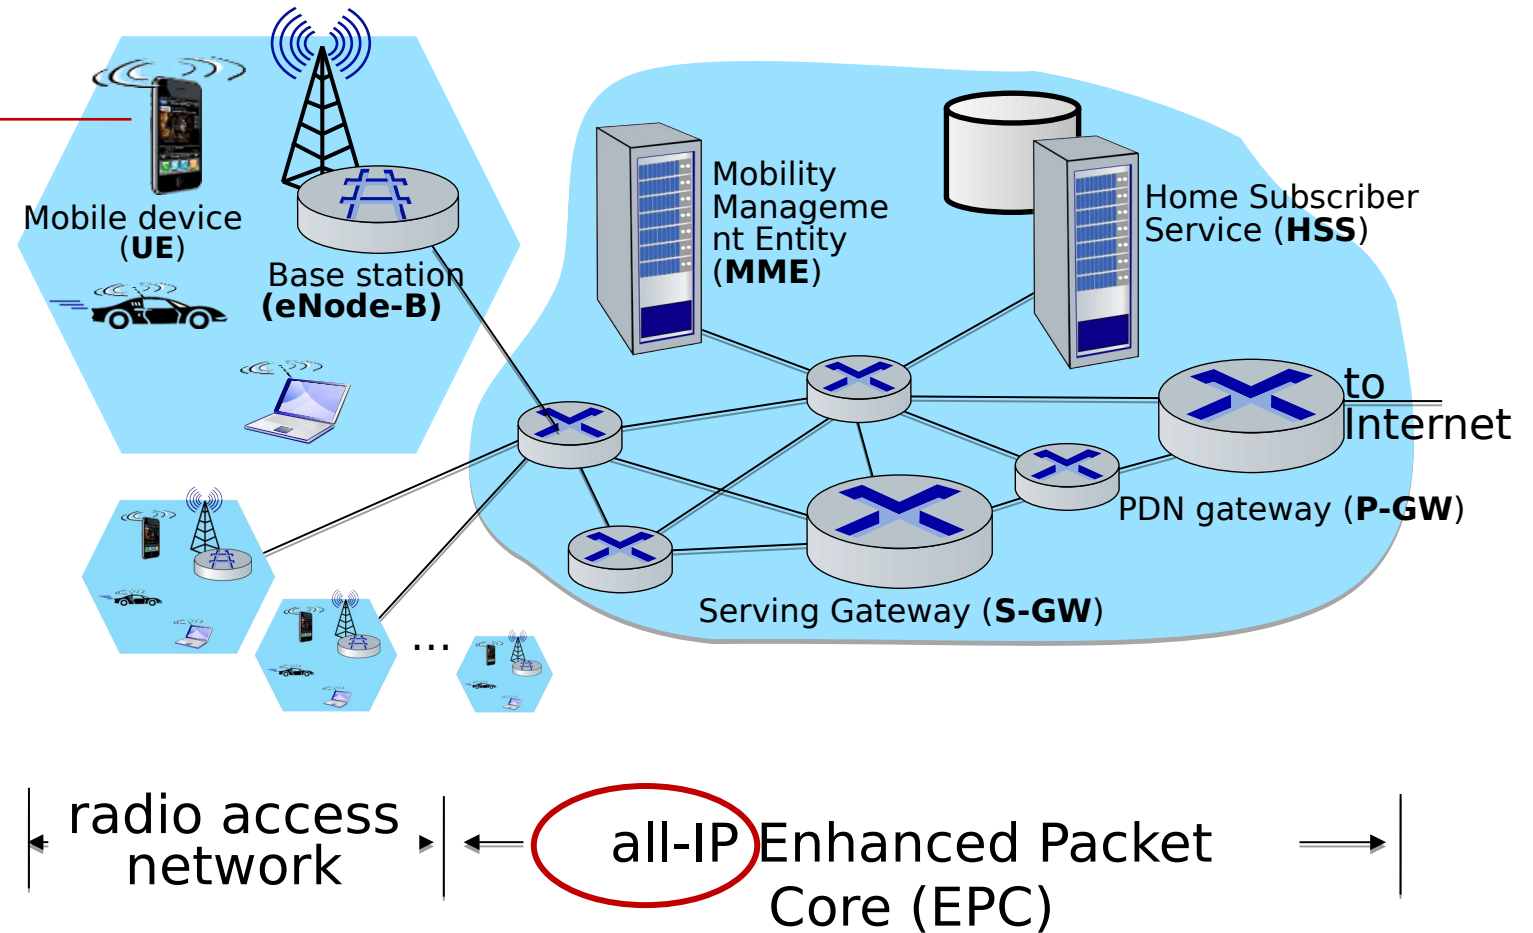 Mobile device
(UE)
Base station
(eNode-B)
Mobility
Manageme
nt Entity
(MME)
Home Subscriber
Service (HSS)
to
Internet
PDN gateway (P-GW)
Serving Gateway (S-GW)
...
radio access
network
all-IP Enhanced Packet
Core (EPC)